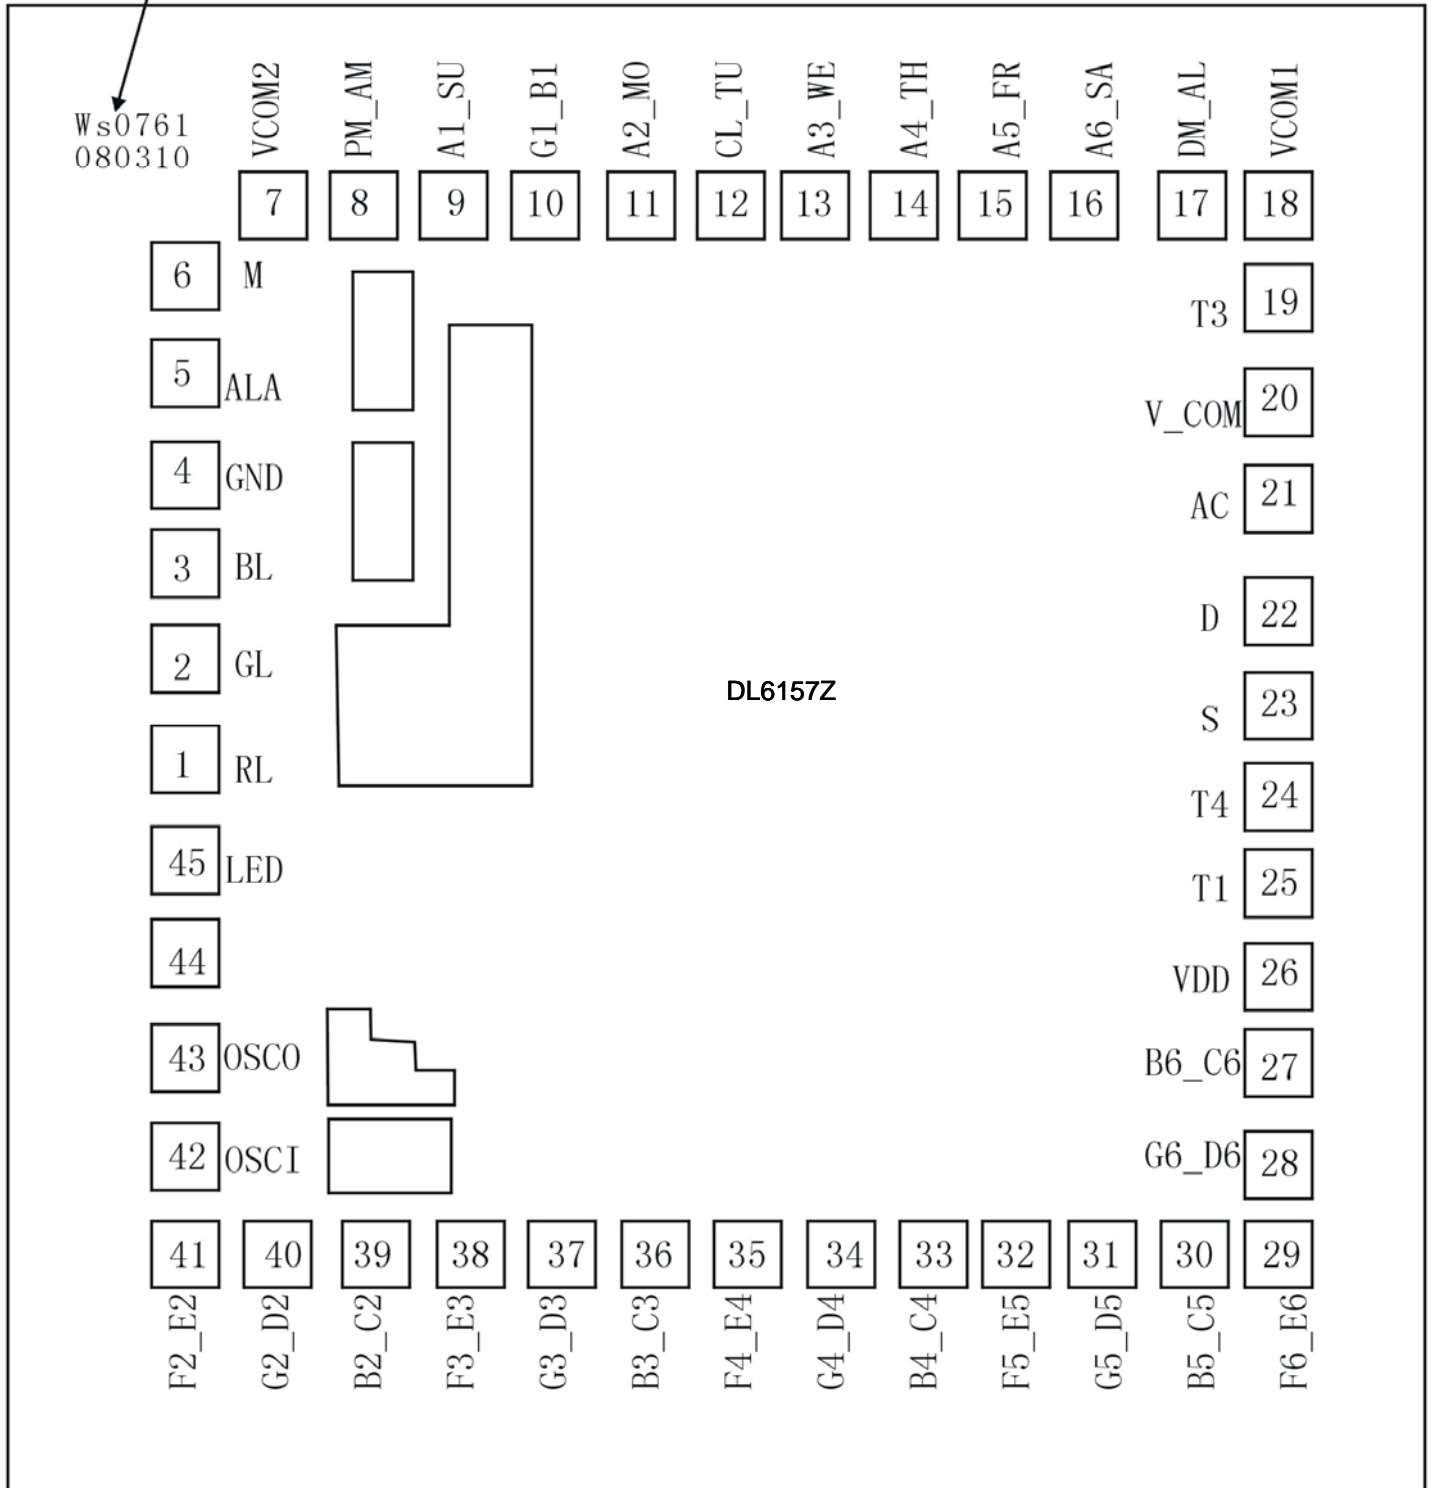 Ws0761
080310
VCOM2
PM_AM
A1_SU
G1_B1
A2_MO
CL_TU
A3_WE
A4_TH
A5_FR
A6_SA
DM_AL
VCOM1
7 8 9 10 11 12 13 14 15 16 17 18
6 M
5 ALA
4 GND
3 BL
2 GL
1 RL
45 LED
44
43 OSCO
42 OSCI
T3 19
V_COM 20
AC 21
D 22
S 23
T4 24
T1 25
VDD 26
B6_C6 27
G6_D6 28
DL6157Z
41 40 39 38 37 36 35 34 33 32 31 30 29
F2_E2
G2_D2
B2_C2
F3_E3
G3_D3
B3_C3
F4_E4
G4_D4
B4_C4
F5_E5
G5_D5
B5_C5
F6_E6